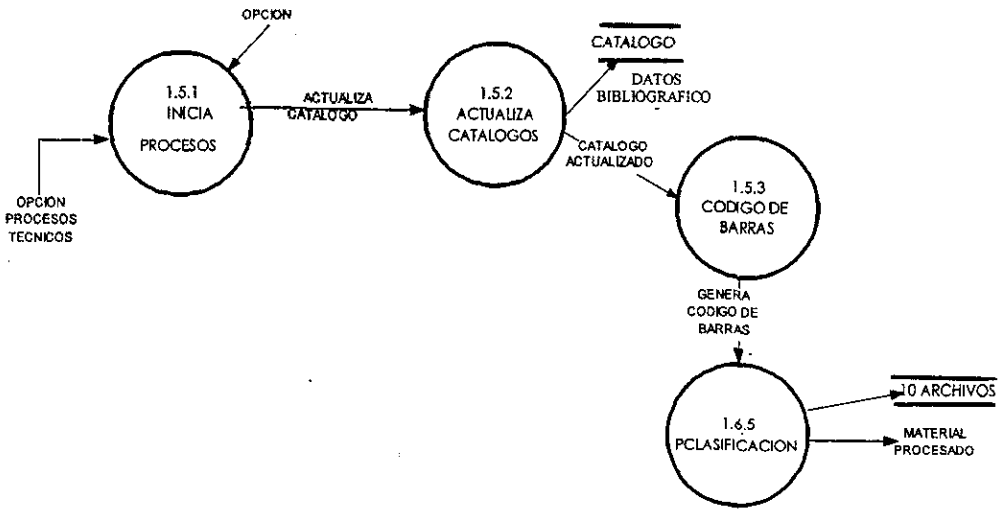 OPCION
1.5.1
INICIA
PROCESOS
OPCION
PROCESOS
TECNICOS
ACTUALIZA
CATALOGO
1.5.2
ACTUALIZA
CATALOGOS
CATALOGO
DATOS
BIBLIOGRAFICO
CATALOGO
ACTUALIZADO
1.5.3
CODIGO DE
BARRAS
GENERA
CODIGO DE
BARRAS
1.6.5
PCLASIFICACION
10 ARCHIVOS
MATERIAL
PROCESADO